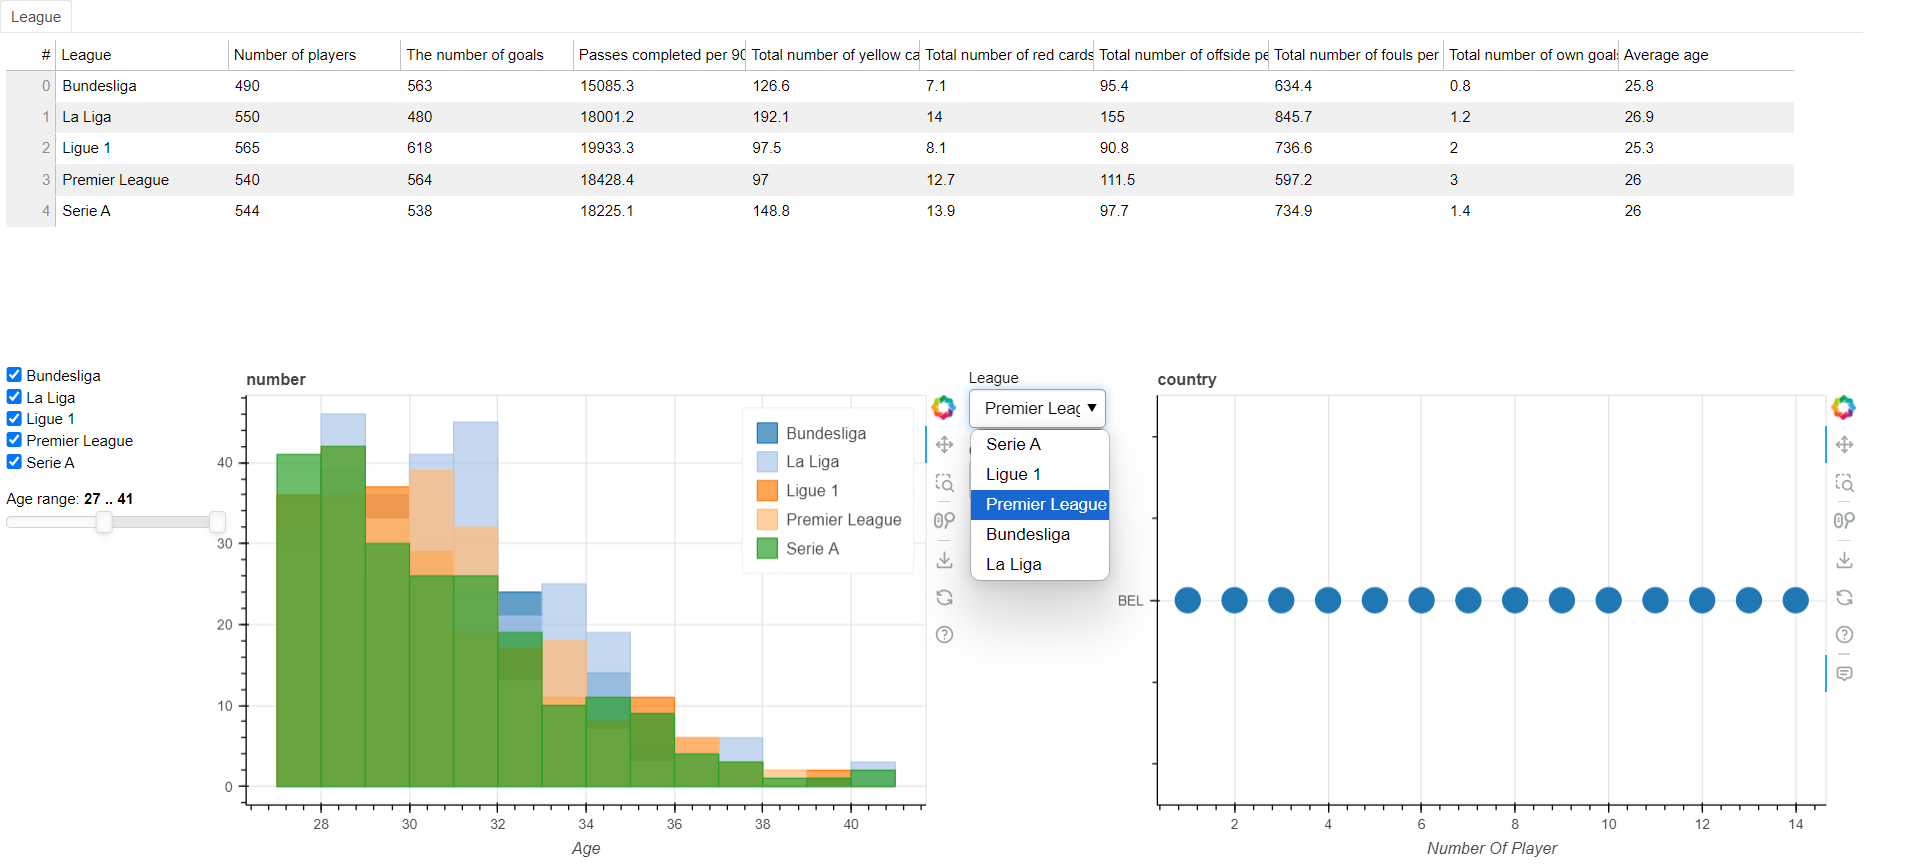 League
# League Number of players The number of goals Passes completed per 90 Total number of yellow ca Total number of red cards Total number of offside pe Total number of fouls per Total number of own goals Average age
0 Bundesliga 490 563 15085.3 126.6 7.1 95.4 634.4 0.8 25.8
1 La Liga 550 480 18001.2 192.1 14 155 845.7 1.2 26.9
2 Ligue 1 565 618 19933.3 97.5 8.1 90.8 736.6 2 25.3
3 Premier League 540 564 18428.4 97 12.7 111.5 597.2 3 26
4 Serie A 544 538 18225.1 148.8 13.9 97.7 734.9 1.4 26
Bundesliga
La Liga
Ligue 1
Premier League
Serie A
Age range: 27 .. 41
number
40
30
20
10
0
28 30 32 34 36 38 40
Age
Bundesliga
La Liga
Ligue 1
Premier League
Serie A
League
Premier Leag
Serie A
Ligue 1
Premier League
Bundesliga
La Liga
country
BEL
2 4 6 8 10 12 14
Number Of Player